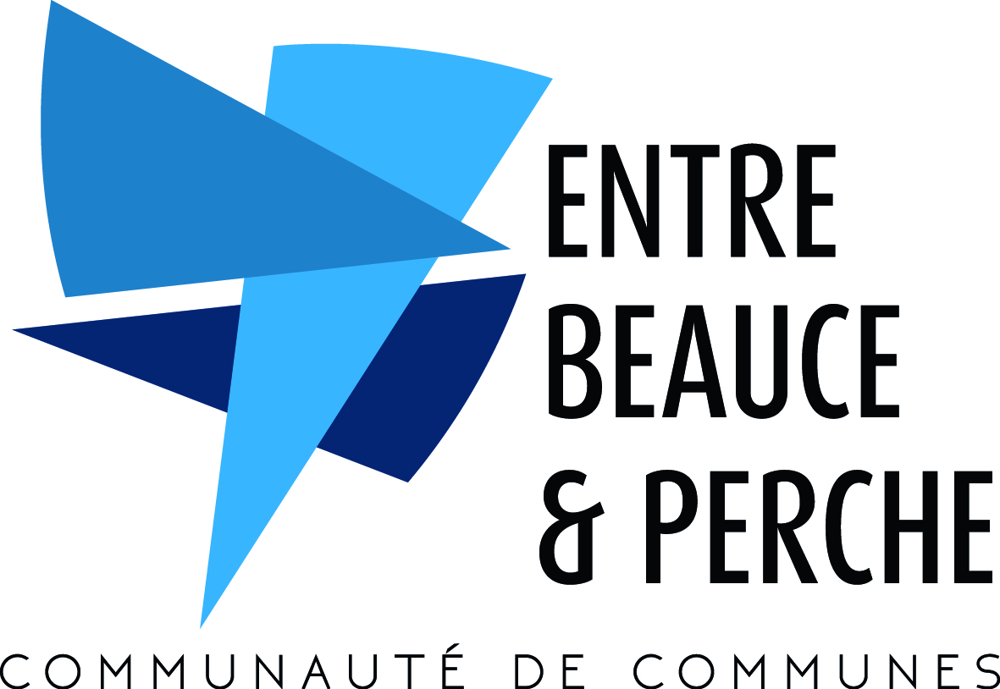 ENTRE
BEAUCE
& PERCHE
COMMUNAUTÉ DE COMMUNES